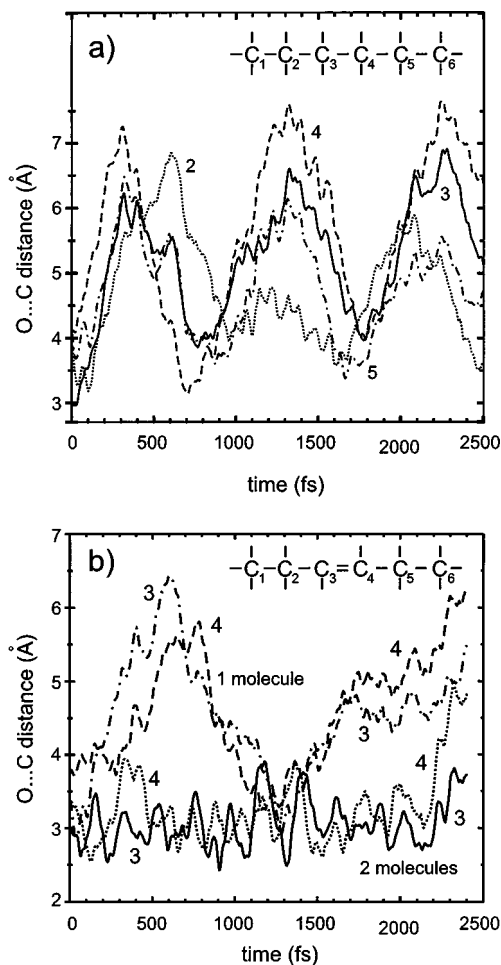 a)
–C₁–C₂–C₃–C₄–C₅–C₆–
2
4
3
5
O...C distance (Å)
7
6
5
4
3
0 500 1000 1500 2000 2500
time (fs)
b)
–C₁–C₂–C₃=C₄–C₅–C₆–
3
4
1 molecule
4
3
4
4
3
3
2 molecules
O...C distance (Å)
7
6
5
4
3
2
0 500 1000 1500 2000 2500
time (fs)